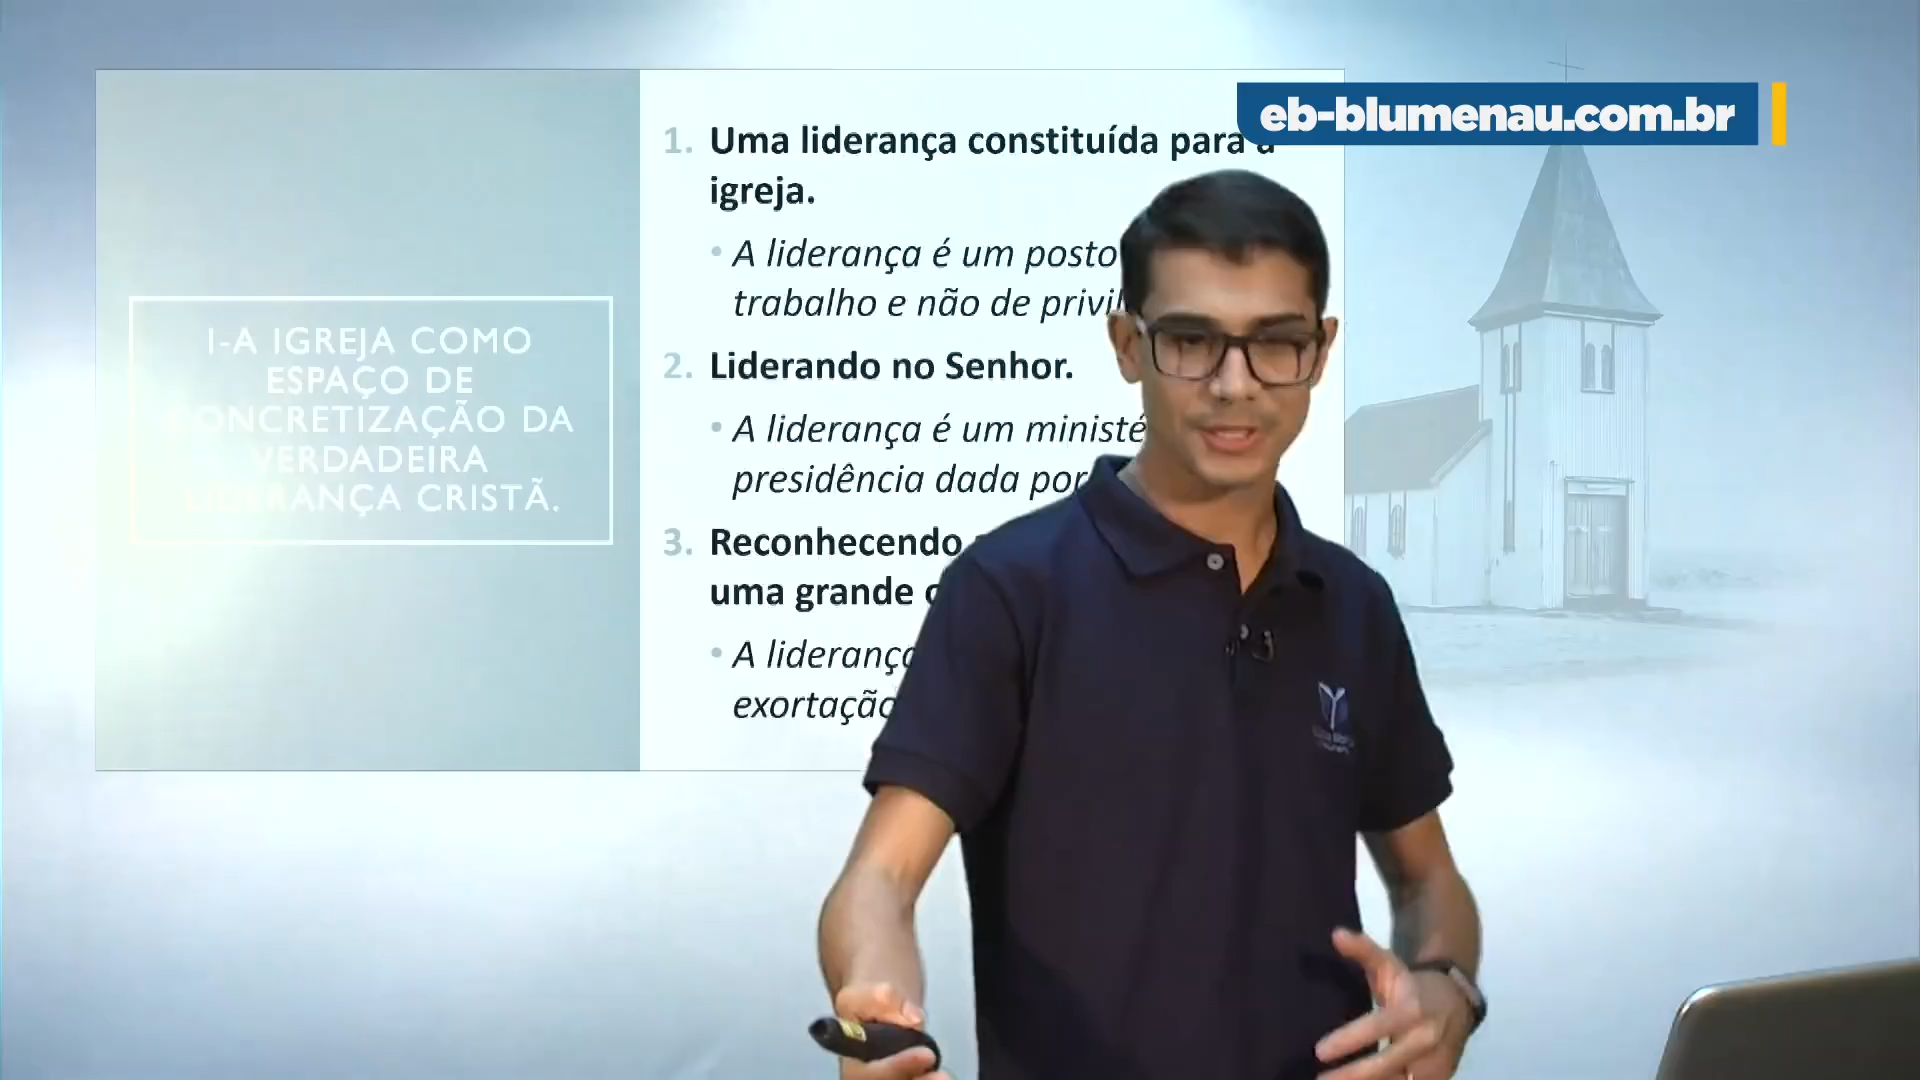 eb-blumenau.com.br
I-A IGREJA COMO
ESPAÇO DE
CONCRETIZAÇÃO DA
VERDADEIRA
LIDERANÇA CRISTÃ.
1. Uma liderança constituída para a
igreja.
• A liderança é um posto
trabalho e não de
2. Liderando no Senhor.
• A liderança é um
presidência dada por
3. Reconhecendo
uma grande
• A liderança
exortação